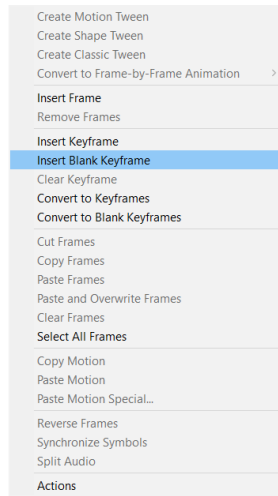 Create Motion Tween
Create Shape Tween
Create Classic Tween
Convert to Frame-by-Frame Animation
Insert Frame
Remove Frames
Insert Keyframe
Insert Blank Keyframe
Clear Keyframe
Convert to Keyframes
Convert to Blank Keyframes
Cut Frames
Copy Frames
Paste Frames
Paste and Overwrite Frames
Clear Frames
Select All Frames
Copy Motion
Paste Motion
Paste Motion Special...
Reverse Frames
Synchronize Symbols
Split Audio
Actions